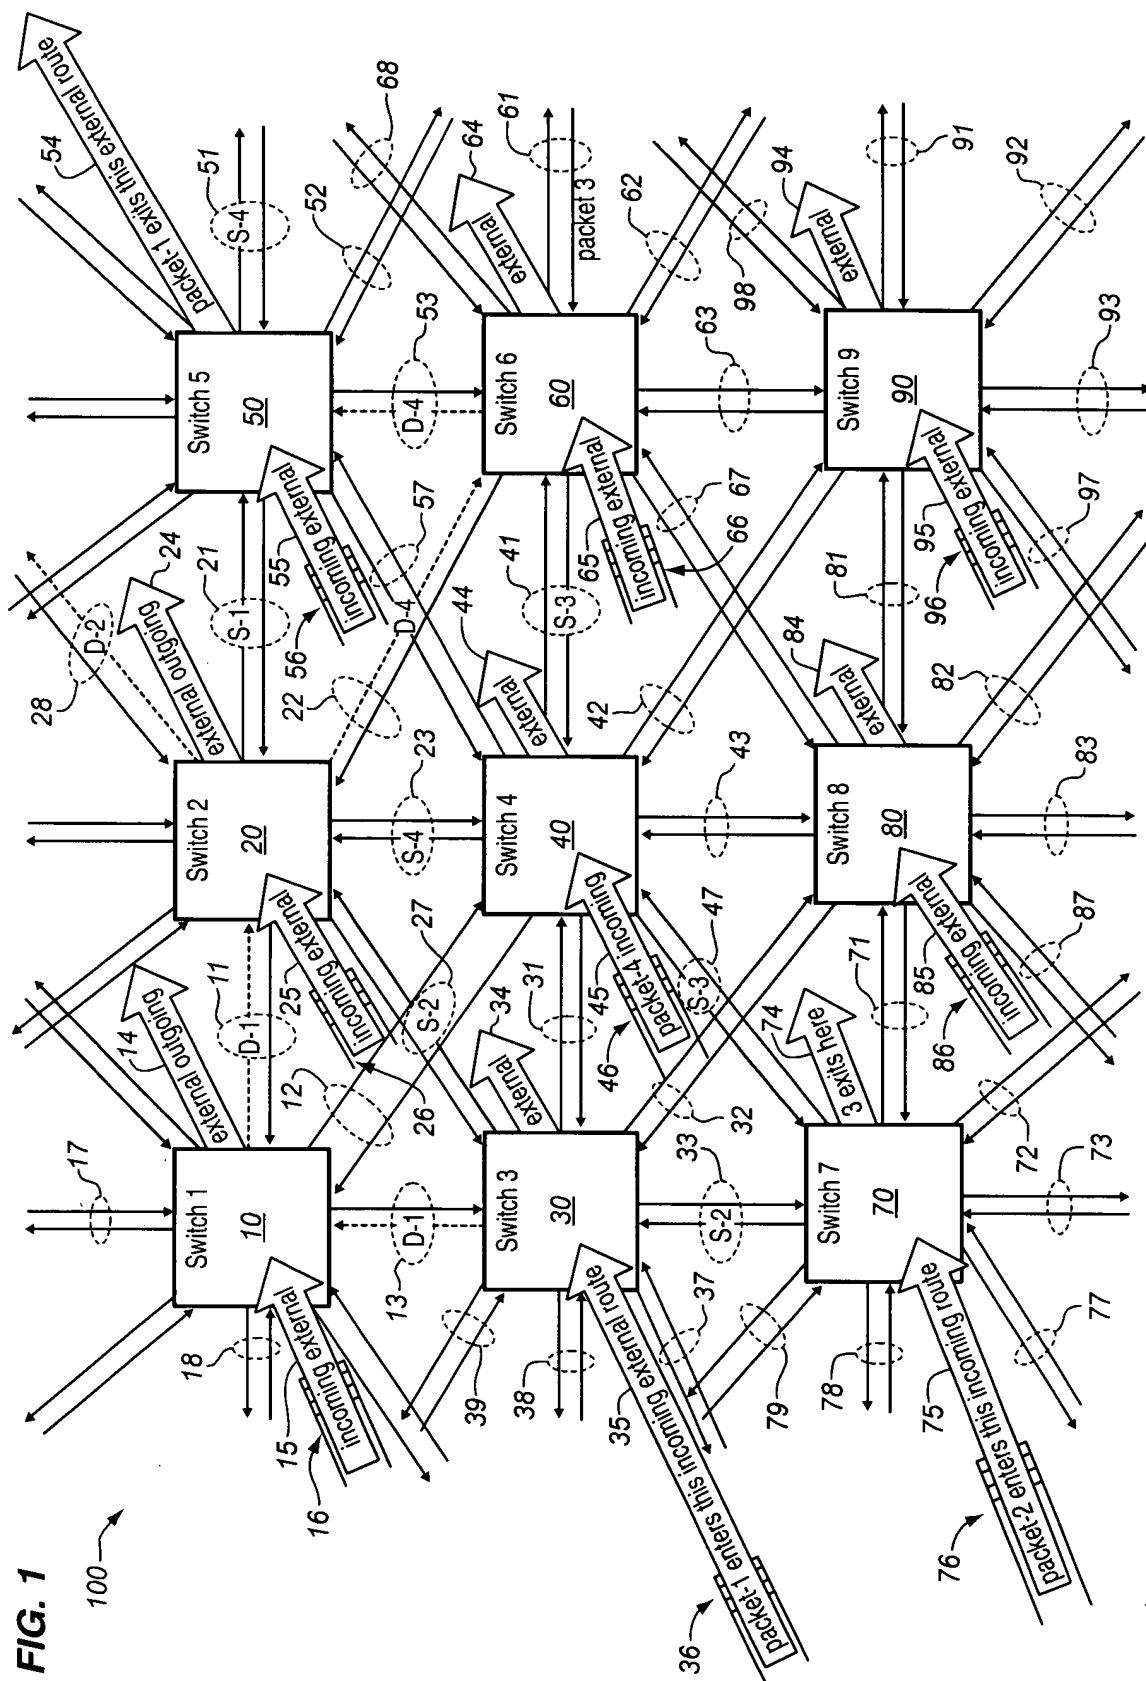 FIG. 1
100
17
14
external outgoing
Switch 1
10
18
15
incoming external
16
11
D-1
12
13
D-1
28
D-2
24
external outgoing
Switch 2
20
25
incoming external
26
21
S-1
22
D-4
23
S-4
27
S-2
54
packet-1 exits this external route
51
S-4
52
Switch 5
50
55
incoming external
56
57
53
D-4
68
39
38
Switch 3
30
34
external
31
32
33
S-2
35
packet-1 enters this incoming external route
36
37
44
external
Switch 4
40
45
packet-4 incoming
46
47
S-3
41
S-3
42
43
64
external
61
packet 3
62
Switch 6
60
65
incoming external
66
67
63
79
78
Switch 7
70
74
3 exits here
71
72
73
75
packet-2 enters this incoming route
76
77
84
external
Switch 8
80
85
incoming external
86
87
81
82
83
98
94
external
91
92
Switch 9
90
95
incoming external
96
97
93